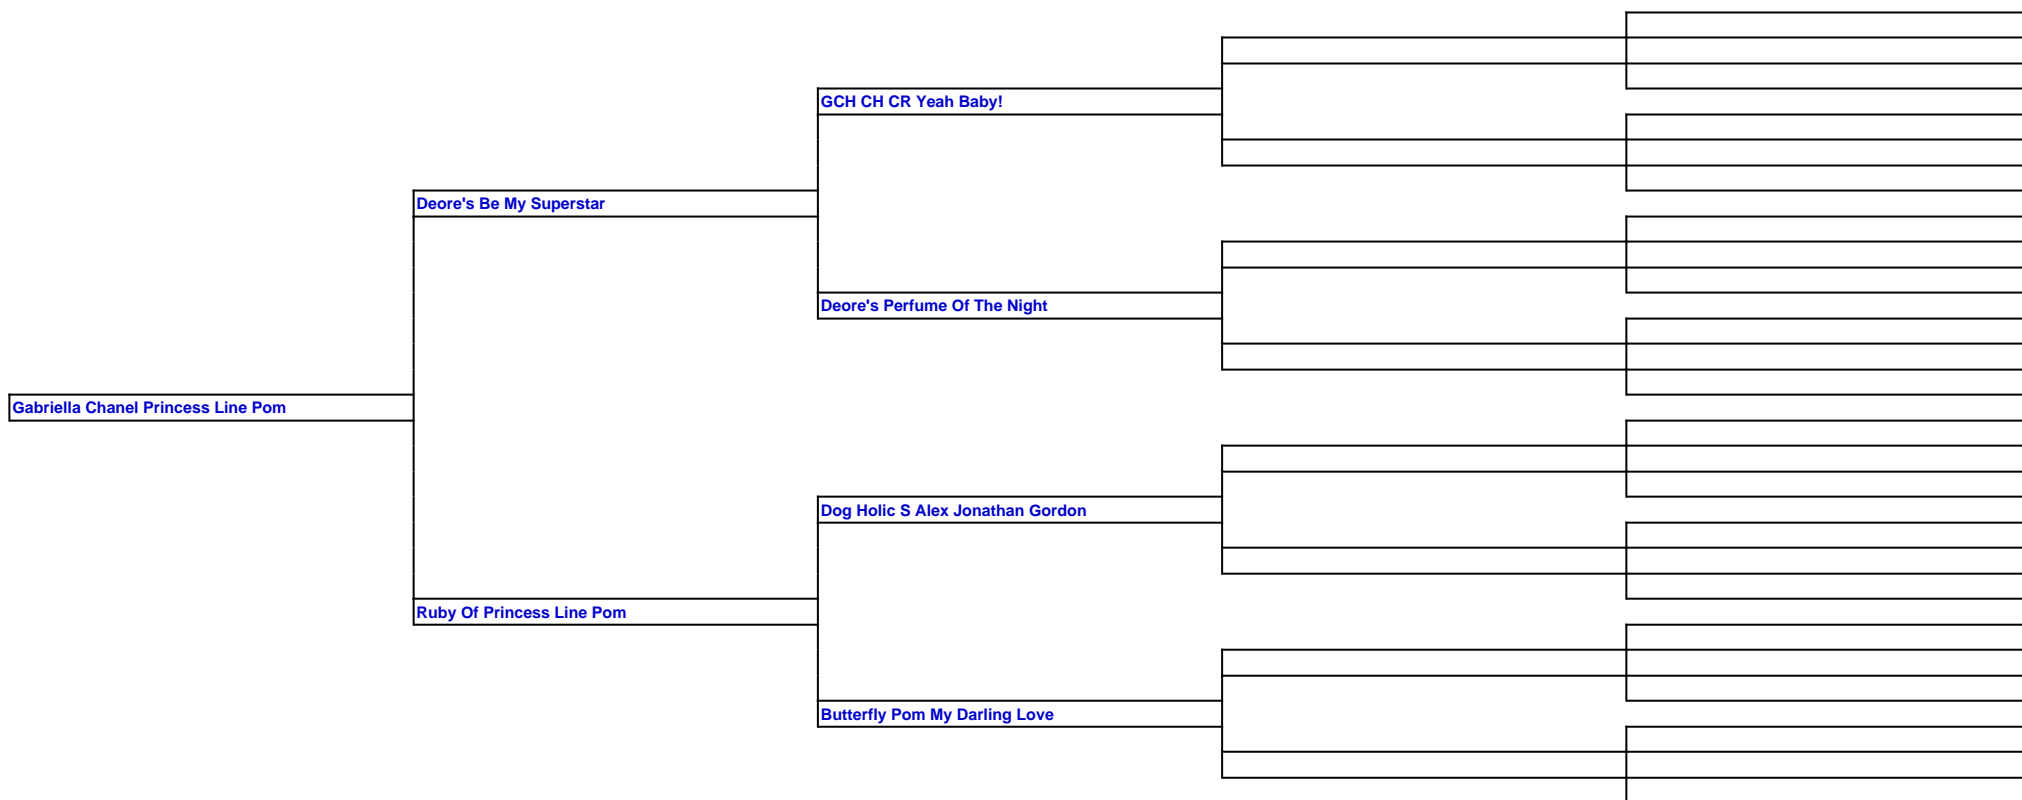 GCH CH CR Yeah Baby!
Deore's Be My Superstar
Deore's Perfume Of The Night
Gabriella Chanel Princess Line Pom
Dog Holic S Alex Jonathan Gordon
Ruby Of Princess Line Pom
Butterfly Pom My Darling Love